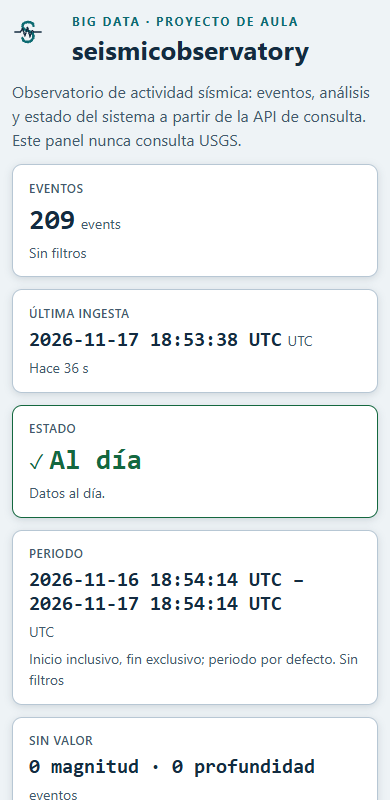 BIG DATA · PROYECTO DE AULA
seismicobservatory
Observatorio de actividad sísmica: eventos, análisis
y estado del sistema a partir de la API de consulta.
Este panel nunca consulta USGS.
EVENTOS
209 events
Sin filtros
ÚLTIMA INGESTA
2026-11-17 18:53:38 UTC UTC
Hace 36 s
ESTADO
✓ Al día
Datos al día.
PERIODO
2026-11-16 18:54:14 UTC –
2026-11-17 18:54:14 UTC
UTC
Inicio inclusivo, fin exclusivo; periodo por defecto. Sin
filtros
SIN VALOR
0 magnitud · 0 profundidad
eventos